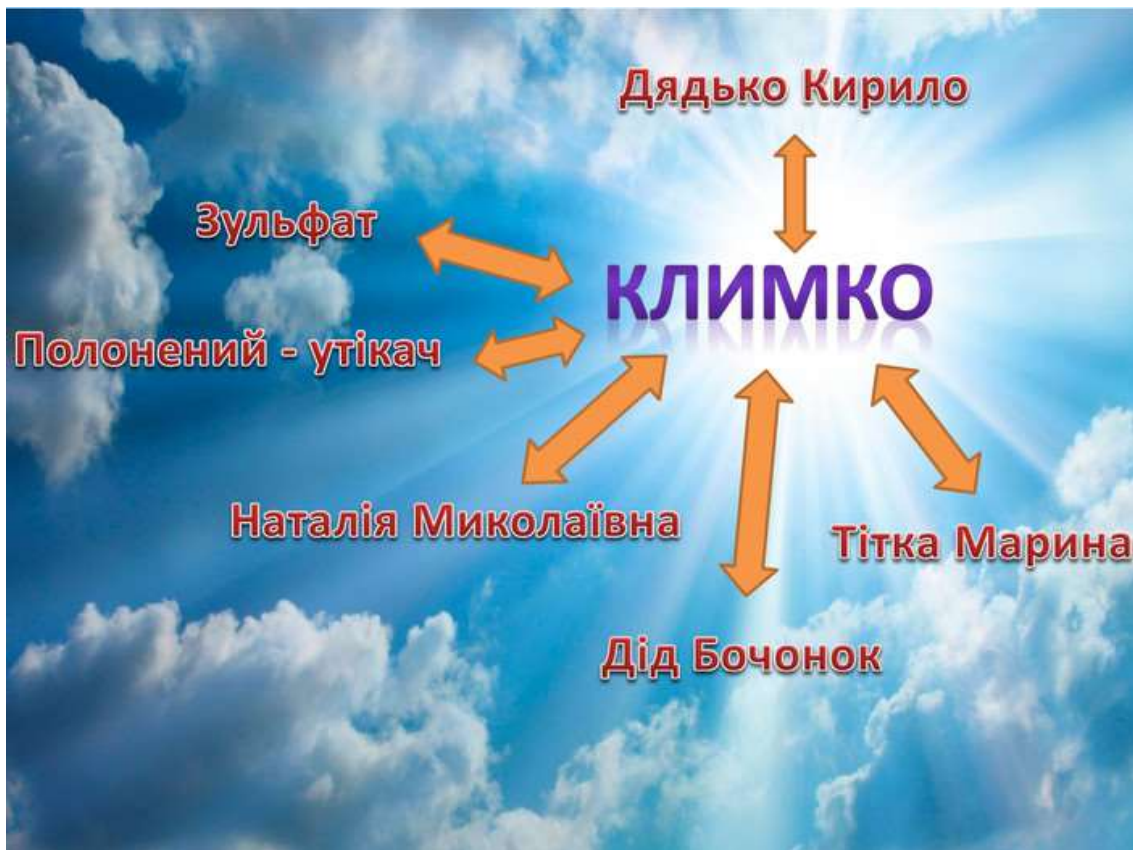 Дядько Кирило
Зульфат
КЛИМКО
Полонений - утікач
Наталія Миколаївна
Тітка Марина
Дід Бочонок